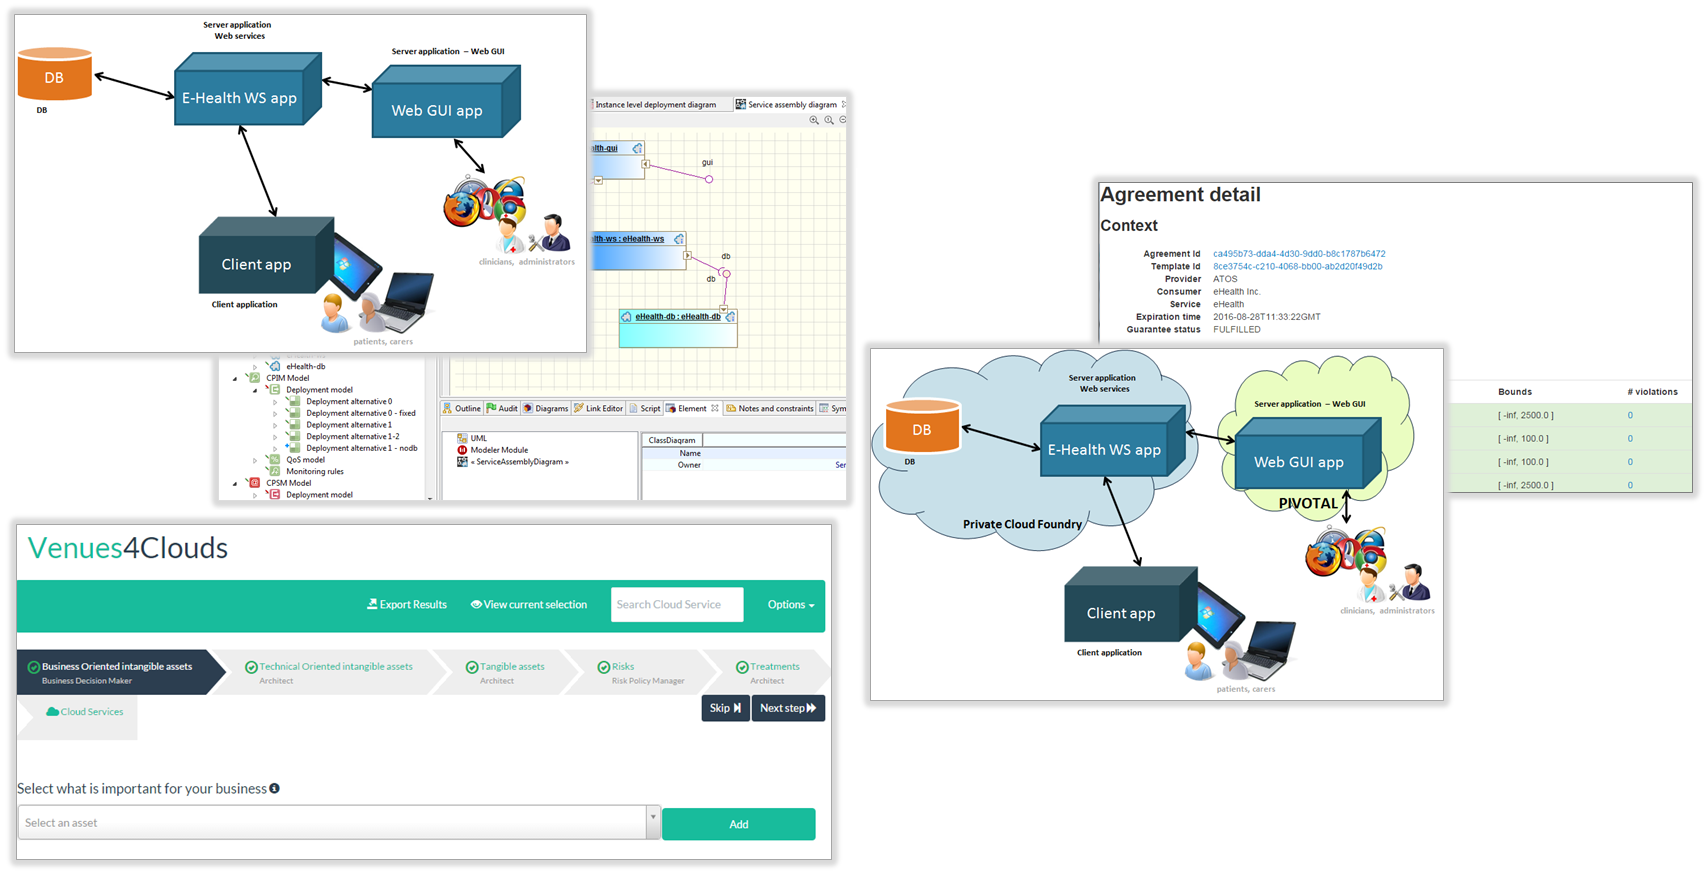 Server application
Web services
Server application – Web GUI
DB
E-Health WS app
Web GUI app
DB
Client app
clinicians, administrators
Client application
patients, carers
Instance level deployment diagram
Service assembly diagram
lth-gui
gui
lth-ws : eHealth-ws
db
db
eHealth-db : eHealth-db
eHealth-db
CPIM Model
Deployment model
Deployment alternative 0
Deployment alternative 0 - fixed
Deployment alternative 1
Deployment alternative 1-2
Deployment alternative 1 - nodb
QoS model
Monitoring rules
CPSM Model
Deployment model
Outline Audit Diagrams Link Editor Script Element Notes and constraints Sym
UML
Modeler Module
« ServiceAssemblyDiagram »
ClassDiagram
Name
Owner Ser
Agreement detail
Context
Agreement Id ca495b73-dda4-4d30-9dd0-b8c1787b6472
Template Id 8ce3754c-c210-4068-bb00-ab2d20f49d2b
Provider ATOS
Consumer eHealth Inc.
Service eHealth
Expiration time 2016-08-28T11:33:22GMT
Guarantee status FULFILLED
Bounds # violations
[ -inf, 2500.0 ] 0
[ -inf, 100.0 ] 0
[ -inf, 100.0 ] 0
[ -inf, 2500.0 ] 0
Server application
Web services
Server application – Web GUI
DB
E-Health WS app
Web GUI app
DB
PIVOTAL
Private Cloud Foundry
Client app
clinicians, administrators
Client application
patients, carers
Venues4Clouds
Export Results View current selection Search Cloud Service Options
Business Oriented intangible assets
Business Decision Maker
Technical Oriented intangible assets
Architect
Tangible assets
Architect
Risks
Risk Policy Manager
Treatments
Architect
Cloud Services
Skip Next step
Select what is important for your business
Select an asset
Add